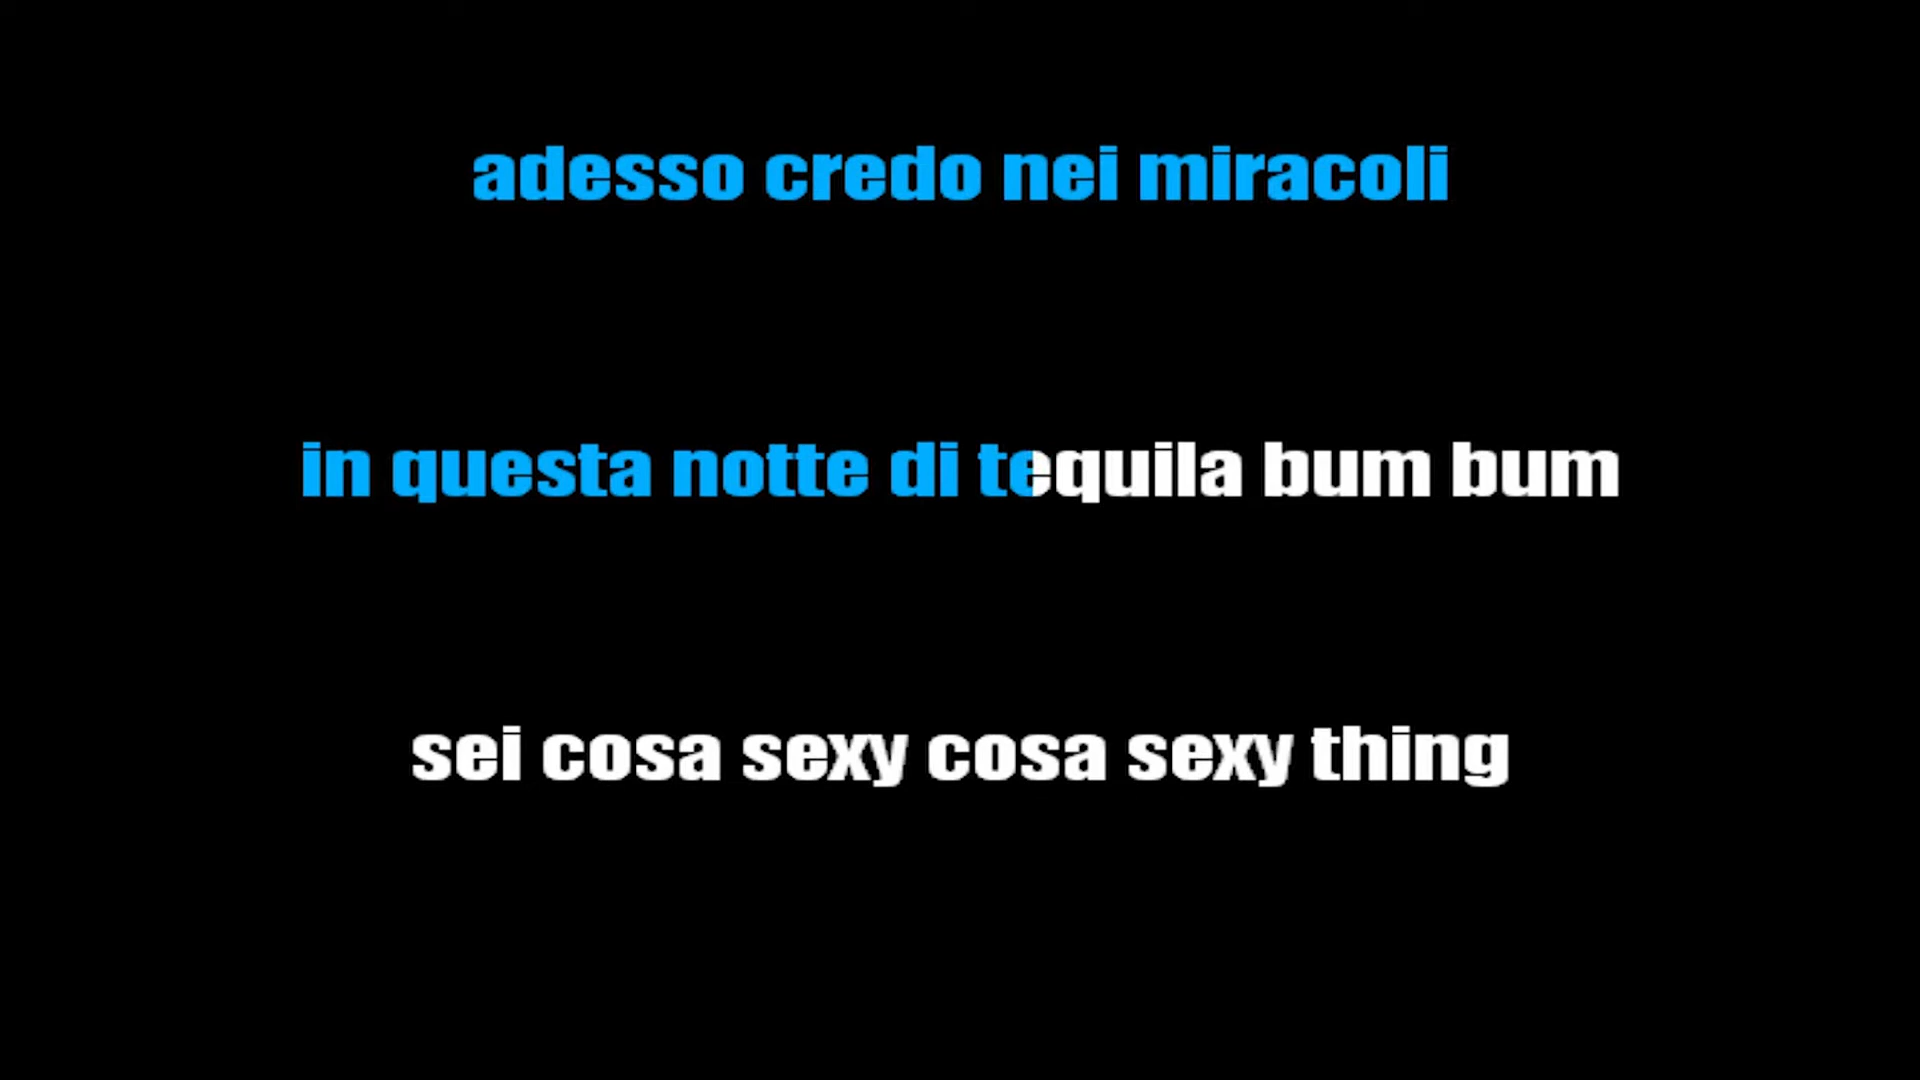 adesso credo nei miracoli
in questa notte di tequila bum bum
sei cosa sexy cosa sexy thing